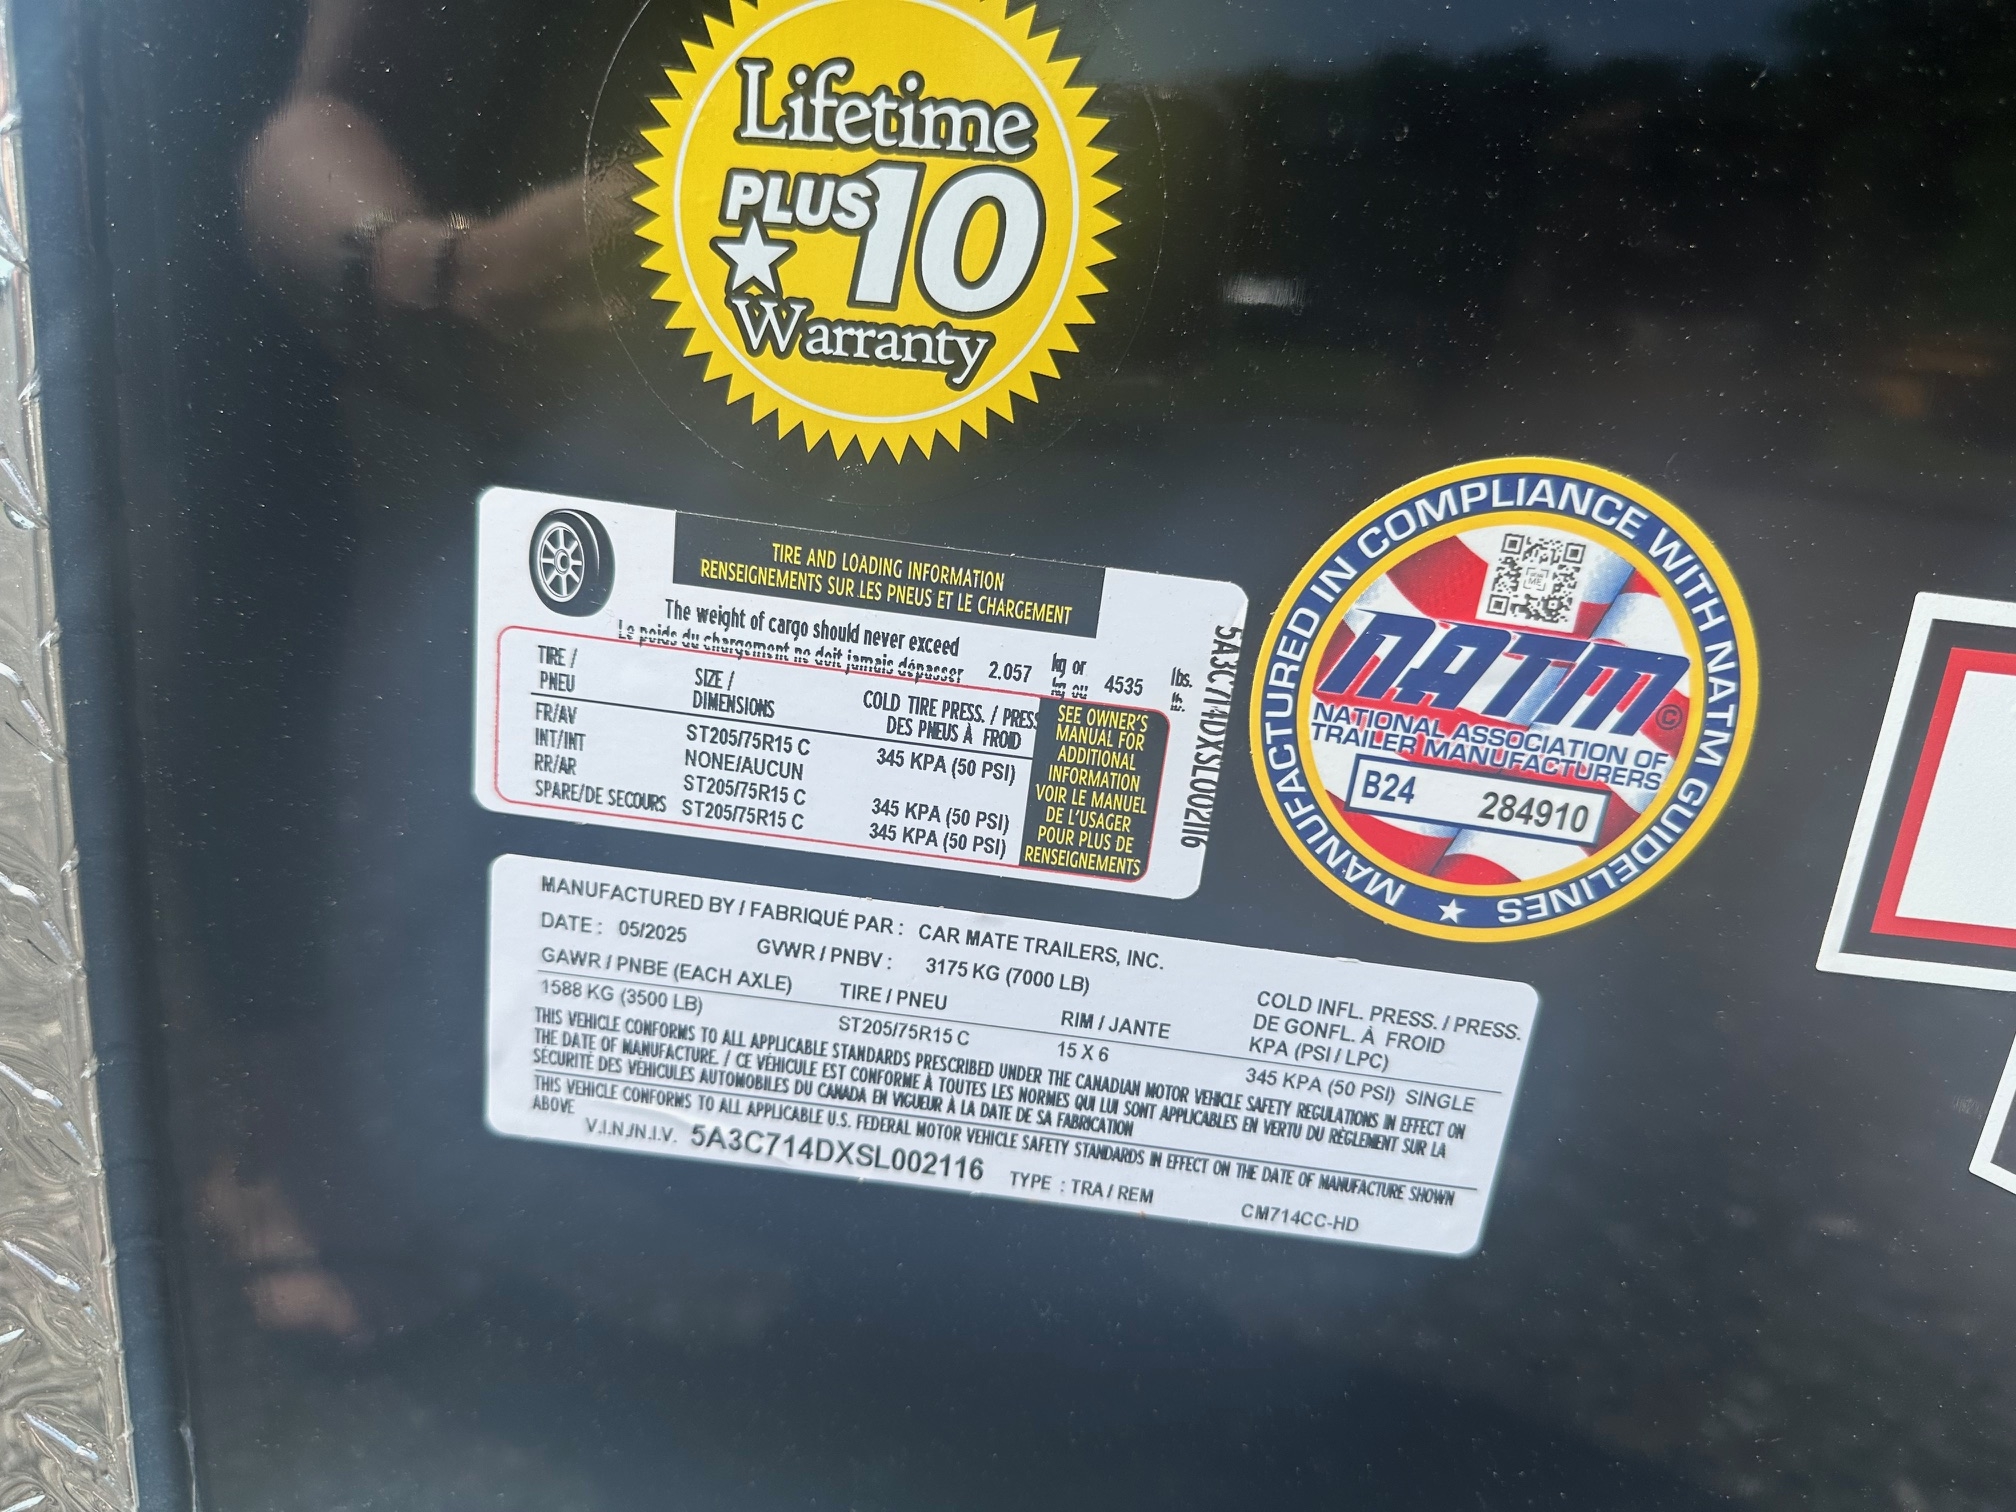 Lifetime
PLUS 10
Warranty
TIRE AND LOADING INFORMATION
RENSEIGNEMENTS SUR LES PNEUS ET LE CHARGEMENT
The weight of cargo should never exceed
Le poids du chargement ne doit jamais dépasser
2.057 kg or 4535 lbs.
kg ou lb.
TIRE / PNEU
SIZE / DIMENSIONS
COLD TIRE PRESS. / PRESS
DES PNEUS À FROID
FR/AV ST205/75R15 C 345 KPA (50 PSI)
INT/INT NONE/AUCUN
RR/AR ST205/75R15 C 345 KPA (50 PSI)
SPARE/DE SECOURS ST205/75R15 C 345 KPA (50 PSI)
SEE OWNER'S
MANUAL FOR
ADDITIONAL
INFORMATION
VOIR LE MANUEL
DE L'USAGER
POUR PLUS DE
RENSEIGNEMENTS
5A3C714DXSL002116
MANUFACTURED IN COMPLIANCE WITH NATM GUIDELINES
NATM ©
NATIONAL ASSOCIATION OF
TRAILER MANUFACTURERS
B24 284910
MANUFACTURED BY / FABRIQUÉ PAR : CAR MATE TRAILERS, INC.
DATE : 05/2025 GVWR / PNBV : 3175 KG (7000 LB)
GAWR / PNBE (EACH AXLE) TIRE / PNEU RIM / JANTE COLD INFL. PRESS. / PRESS.
DE GONFL. À FROID
KPA (PSI / LPC)
1588 KG (3500 LB) ST205/75R15 C 15 X 6 345 KPA (50 PSI) SINGLE
THIS VEHICLE CONFORMS TO ALL APPLICABLE STANDARDS PRESCRIBED UNDER THE CANADIAN MOTOR VEHICLE SAFETY REGULATIONS IN EFFECT ON
THE DATE OF MANUFACTURE. / CE VÉHICULE EST CONFORME À TOUTES LES NORMES QUI LUI SONT APPLICABLES EN VERTU DU RÈGLEMENT SUR LA
SÉCURITÉ DES VÉHICULES AUTOMOBILES DU CANADA EN VIGUEUR À LA DATE DE SA FABRICATION
THIS VEHICLE CONFORMS TO ALL APPLICABLE U.S. FEDERAL MOTOR VEHICLE SAFETY STANDARDS IN EFFECT ON THE DATE OF MANUFACTURE SHOWN
ABOVE
V.I.N./N.I.V. 5A3C714DXSL002116 TYPE : TRA / REM CM714CC-HD